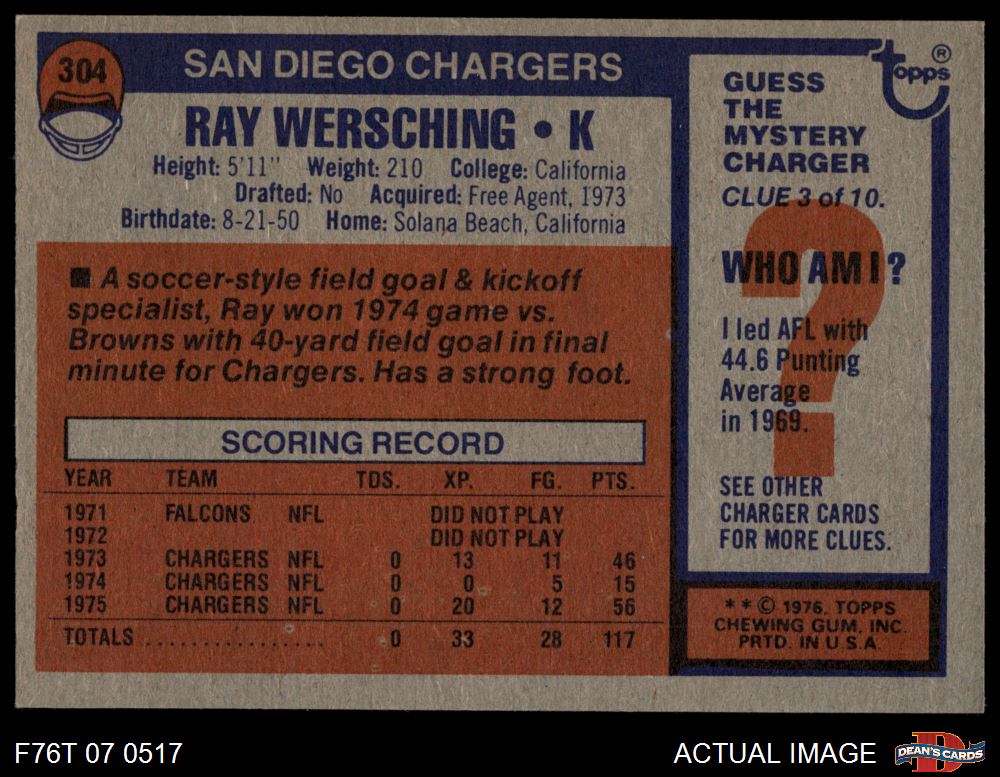 304
SAN DIEGO CHARGERS
RAY WERSCHING • K
Height: 5'11" Weight: 210 College: California
Drafted: No Acquired: Free Agent, 1973
Birthdate: 8-21-50 Home: Solana Beach, California
■ A soccer-style field goal & kickoff
specialist, Ray won 1974 game vs.
Browns with 40-yard field goal in final
minute for Chargers. Has a strong foot.
SCORING RECORD
YEAR TEAM TDS. XP. FG. PTS.
1971 FALCONS NFL DID NOT PLAY
1972 DID NOT PLAY
1973 CHARGERS NFL 0 13 11 46
1974 CHARGERS NFL 0 0 5 15
1975 CHARGERS NFL 0 20 12 56
TOTALS ................ 0 33 28 117
topps ®
GUESS
THE
MYSTERY
CHARGER
CLUE 3 of 10.
?
WHO AM I?
I led AFL with
44.6 Punting
Average
in 1969.
SEE OTHER
CHARGER CARDS
FOR MORE CLUES.
* * © 1976, TOPPS
CHEWING GUM, INC.
PRTD. IN U.S.A.
F76T 07 0517
ACTUAL IMAGE
D
DEAN'S CARDS